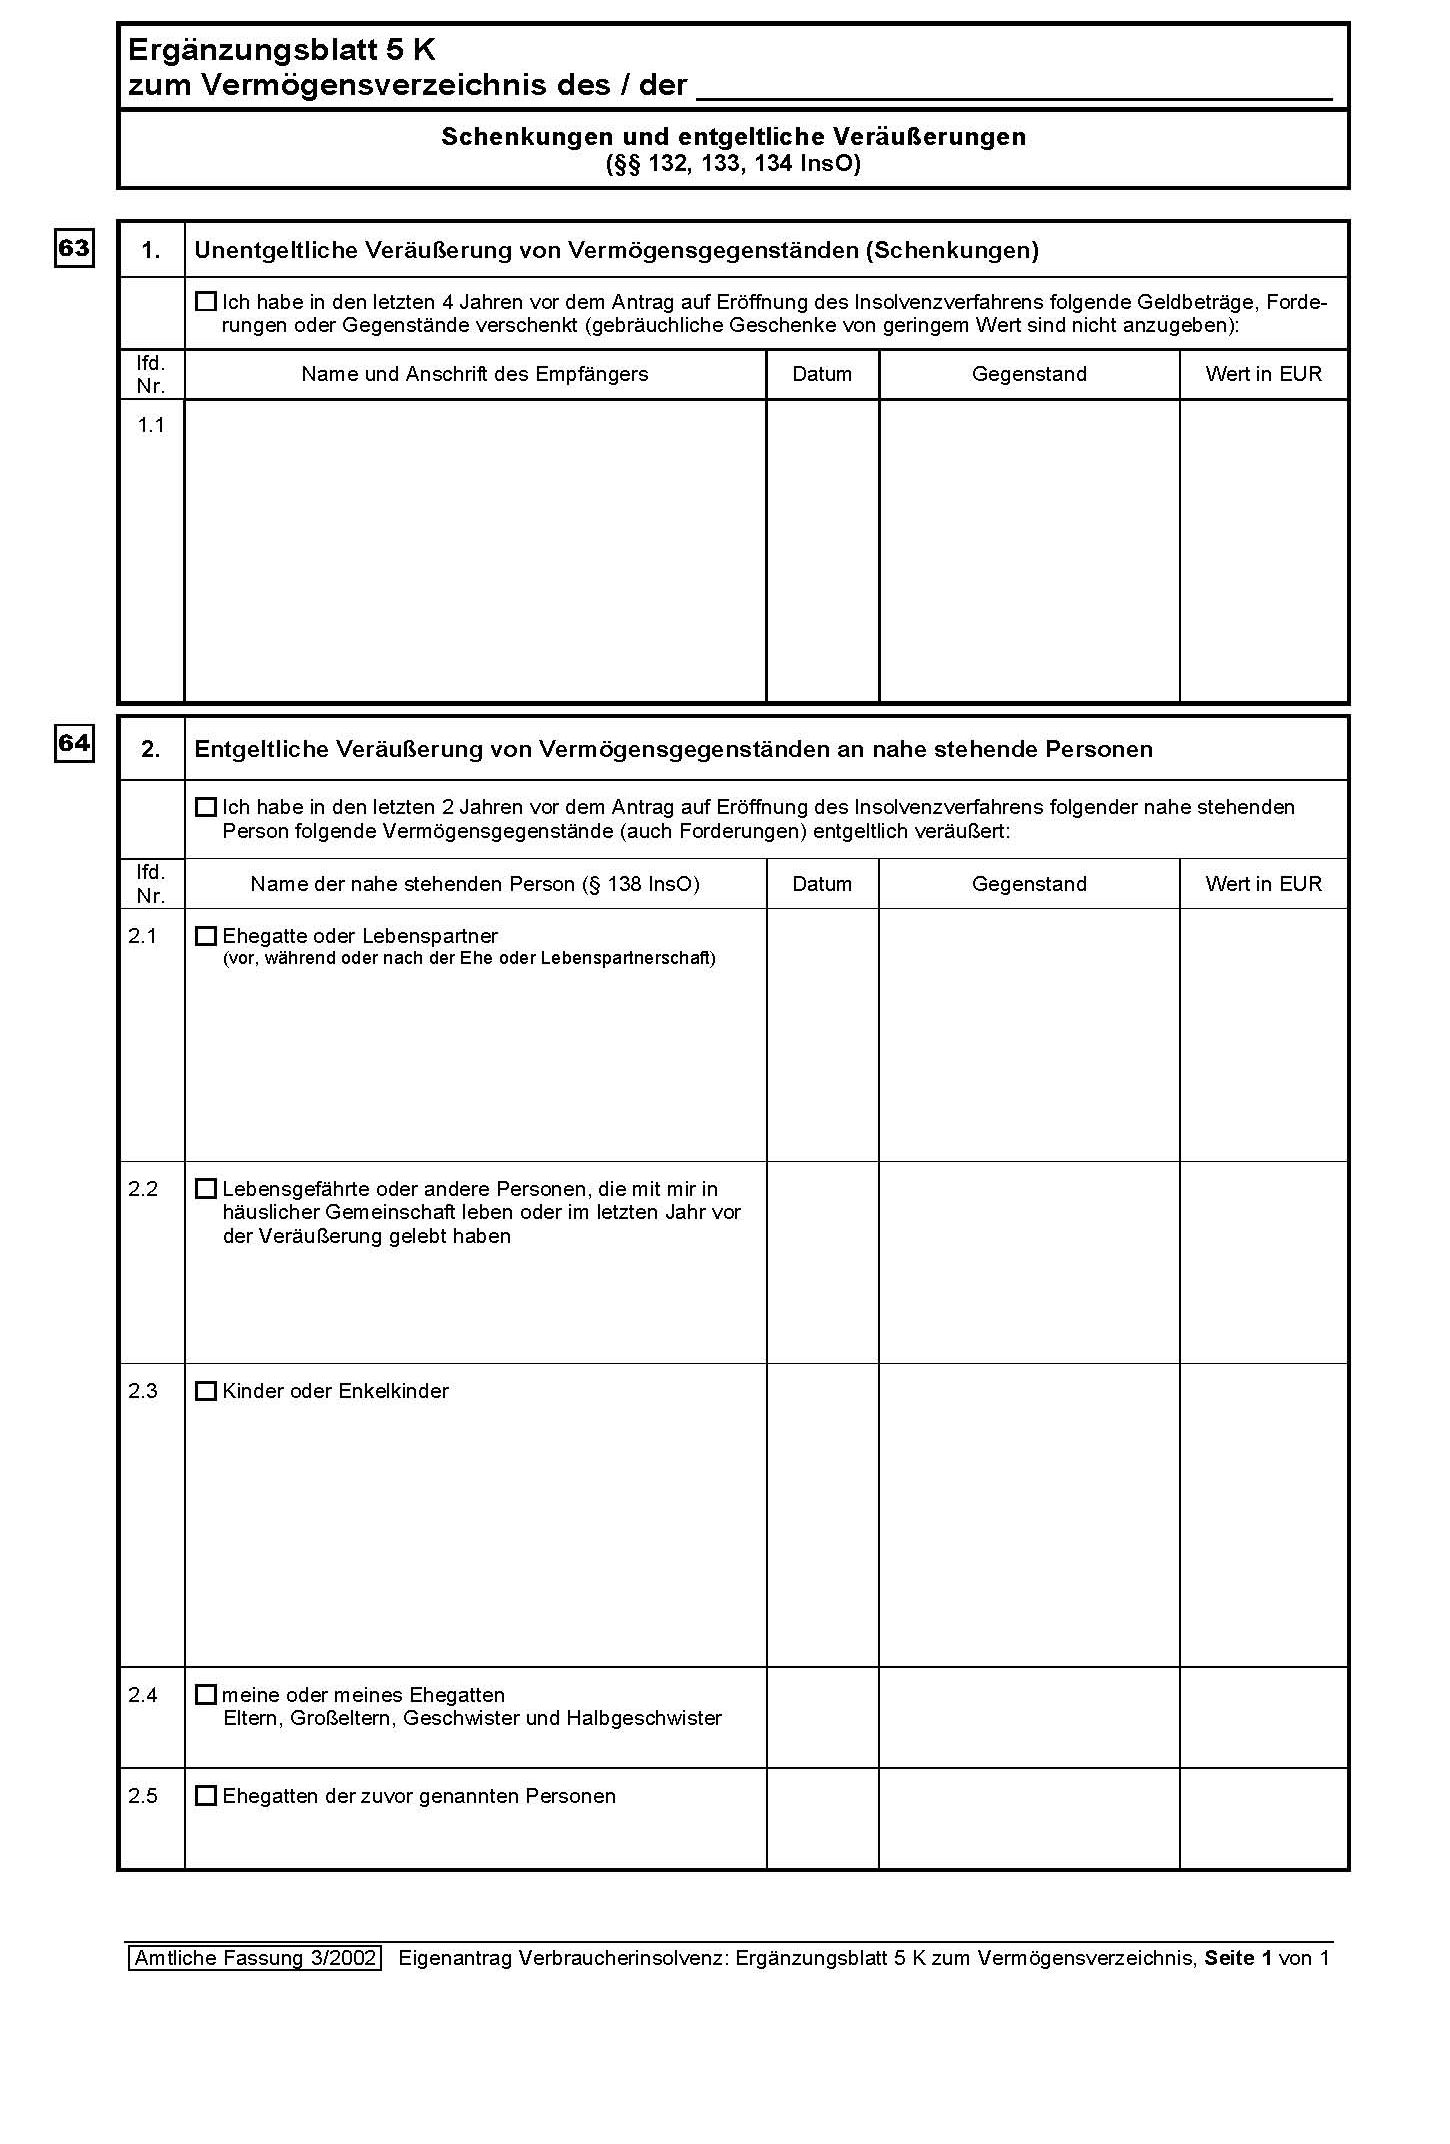 Ergänzungsblatt 5 K
zum Vermögensverzeichnis des / der
Schenkungen und entgeltliche Veräußerungen
(§§ 132, 133, 134 InsO)
63
1. Unentgeltliche Veräußerung von Vermögensgegenständen (Schenkungen)
Ich habe in den letzten 4 Jahren vor dem Antrag auf Eröffnung des Insolvenzverfahrens folgende Geldbeträge, Forde-
rungen oder Gegenstände verschenkt (gebräuchliche Geschenke von geringem Wert sind nicht anzugeben):
lfd.
Nr.
Name und Anschrift des Empfängers
Datum
Gegenstand
Wert in EUR
1.1
64
2. Entgeltliche Veräußerung von Vermögensgegenständen an nahe stehende Personen
Ich habe in den letzten 2 Jahren vor dem Antrag auf Eröffnung des Insolvenzverfahrens folgender nahe stehenden
Person folgende Vermögensgegenstände (auch Forderungen) entgeltlich veräußert:
lfd.
Nr.
Name der nahe stehenden Person (§ 138 InsO)
Datum
Gegenstand
Wert in EUR
2.1 Ehegatte oder Lebenspartner
(vor, während oder nach der Ehe oder Lebenspartnerschaft)
2.2 Lebensgefährte oder andere Personen, die mit mir in
häuslicher Gemeinschaft leben oder im letzten Jahr vor
der Veräußerung gelebt haben
2.3 Kinder oder Enkelkinder
2.4 meine oder meines Ehegatten
Eltern, Großeltern, Geschwister und Halbgeschwister
2.5 Ehegatten der zuvor genannten Personen
Amtliche Fassung 3/2002 Eigenantrag Verbraucherinsolvenz: Ergänzungsblatt 5 K zum Vermögensverzeichnis, Seite 1 von 1